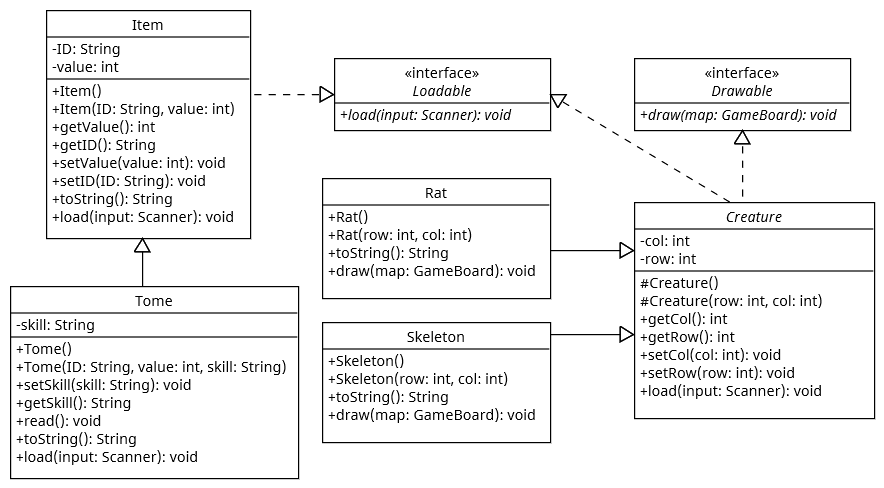 Item
-ID: String
-value: int
+Item()
+Item(ID: String, value: int)
+getValue(): int
+getID(): String
+setValue(value: int): void
+setID(ID: String): void
+toString(): String
+load(input: Scanner): void
«interface»
Loadable
+load(input: Scanner): void
«interface»
Drawable
+draw(map: GameBoard): void
Rat
+Rat()
+Rat(row: int, col: int)
+toString(): String
+draw(map: GameBoard): void
Creature
-col: int
-row: int
#Creature()
#Creature(row: int, col: int)
+getCol(): int
+getRow(): int
+setCol(col: int): void
+setRow(row: int): void
+load(input: Scanner): void
Tome
-skill: String
+Tome()
+Tome(ID: String, value: int, skill: String)
+setSkill(skill: String): void
+getSkill(): String
+read(): void
+toString(): String
+load(input: Scanner): void
Skeleton
+Skeleton()
+Skeleton(row: int, col: int)
+toString(): String
+draw(map: GameBoard): void